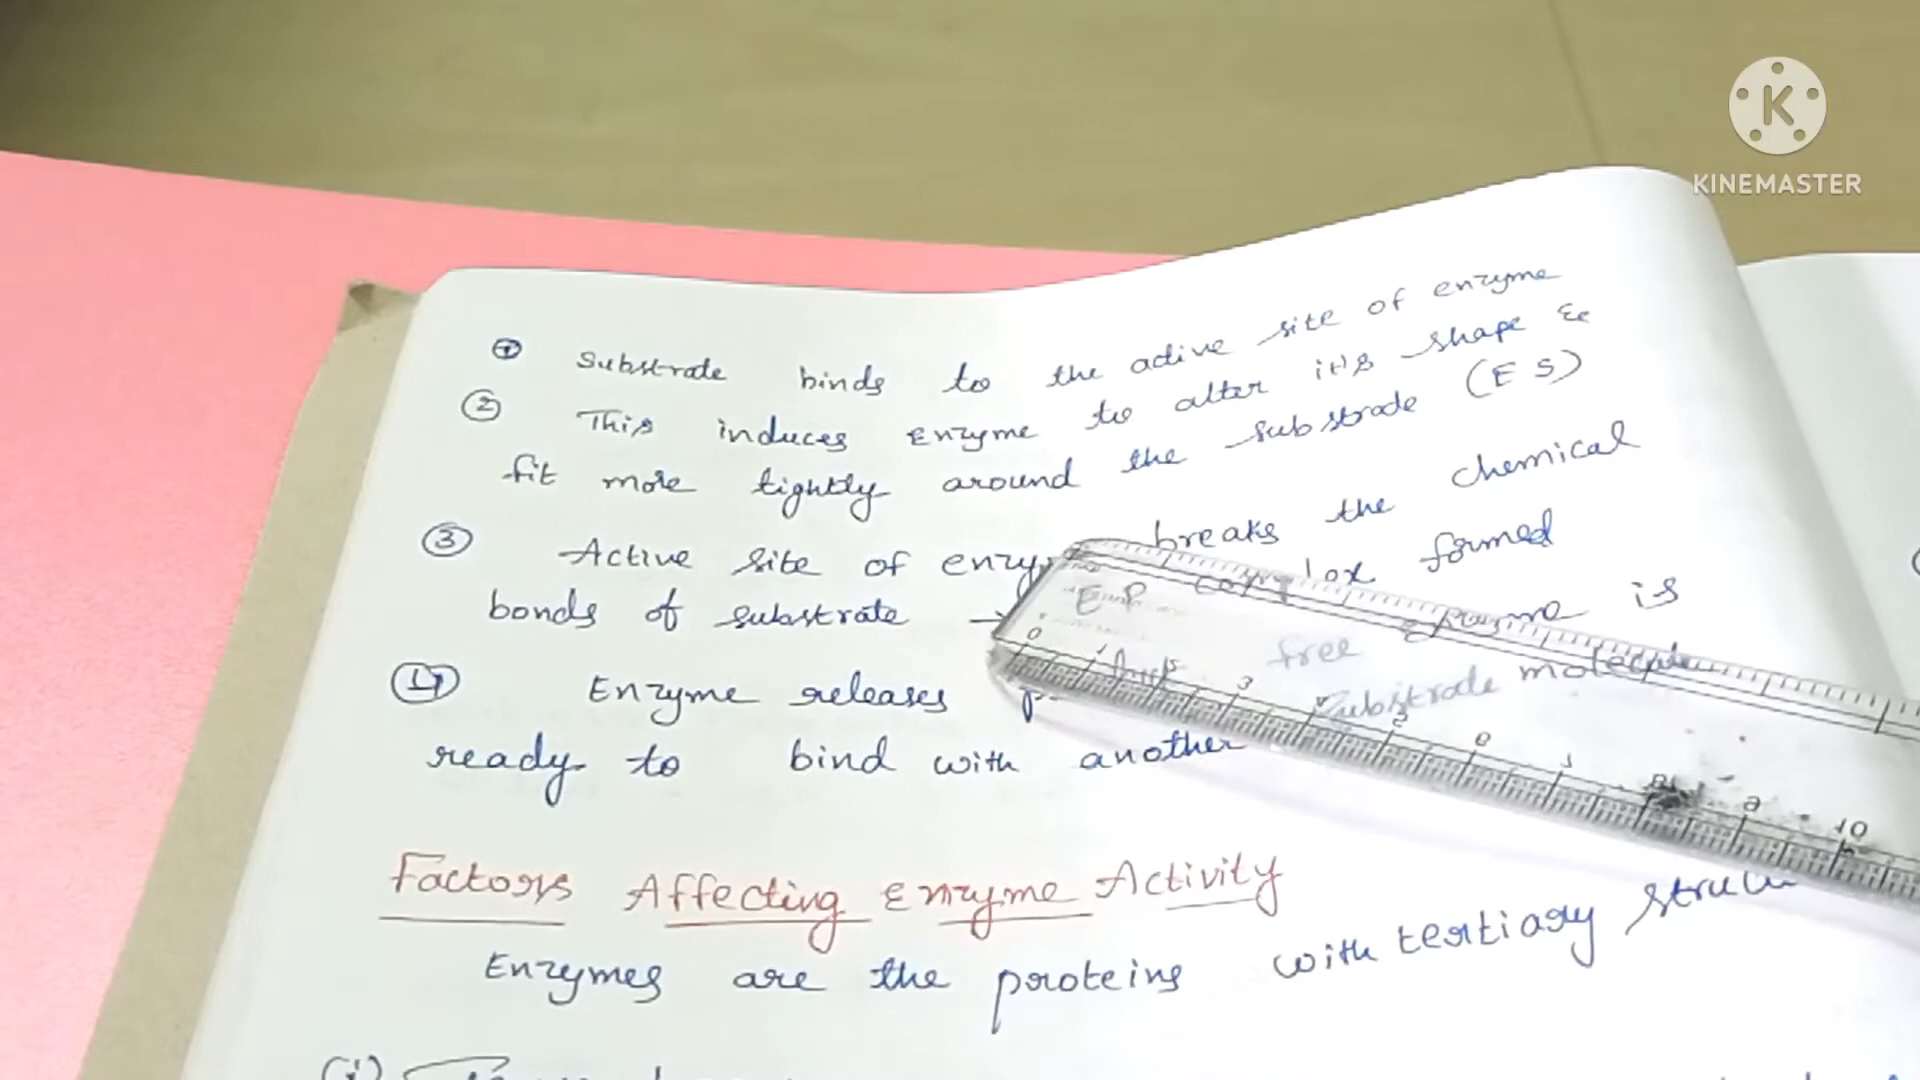 KINEMASTER
① Substrate binds to the active site of enzyme
② This induces enzyme to alter it's shape &
fit more tightly around the substrate (ES)
③ Active site of enzyme breaks the chemical
bonds of substrate → EP complex formed
④ Enzyme releases free enzyme is
ready to bind with another substrate molecule
Factors Affecting Enzyme Activity
Enzymes are the proteins with tertiary
(i)